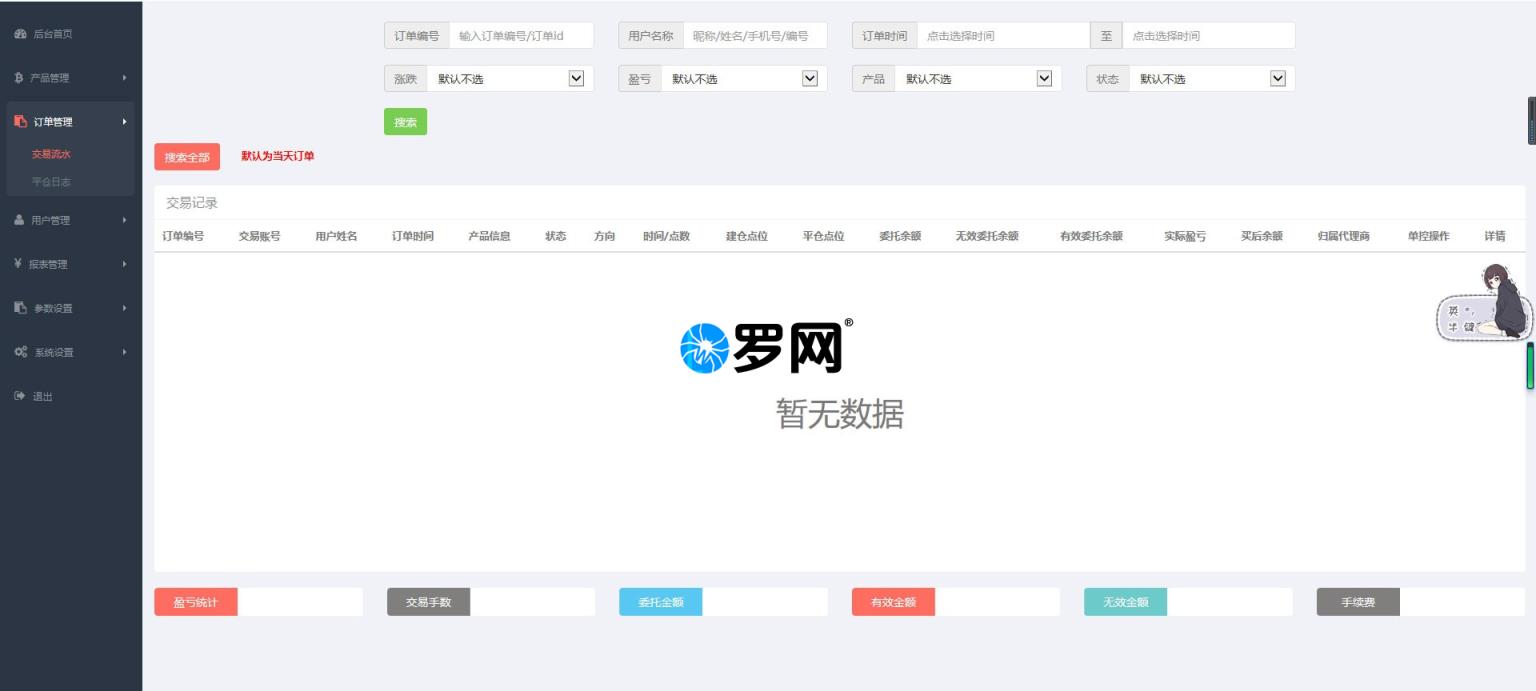 后台首页
产品管理
订单管理
交易流水
平仓日志
用户管理
报表管理
参数设置
系统设置
退出
订单编号 输入订单编号/订单id 用户名称 昵称/姓名/手机号/编号 订单时间 点击选择时间 至 点击选择时间
涨跌 默认不选 盈亏 默认不选 产品 默认不选 状态 默认不选
搜索
搜索全部 默认为当天订单
交易记录
订单编号 交易账号 用户姓名 订单时间 产品信息 状态 方向 时间/点数 建仓点位 平仓点位 委托余额 无效委托余额 有效委托余额 实际盈亏 买后余额 归属代理商 单控操作 详情
英 •,
半
罗网®
暂无数据
盈亏统计 交易手数 委托金额 有效金额 无效金额 手续费